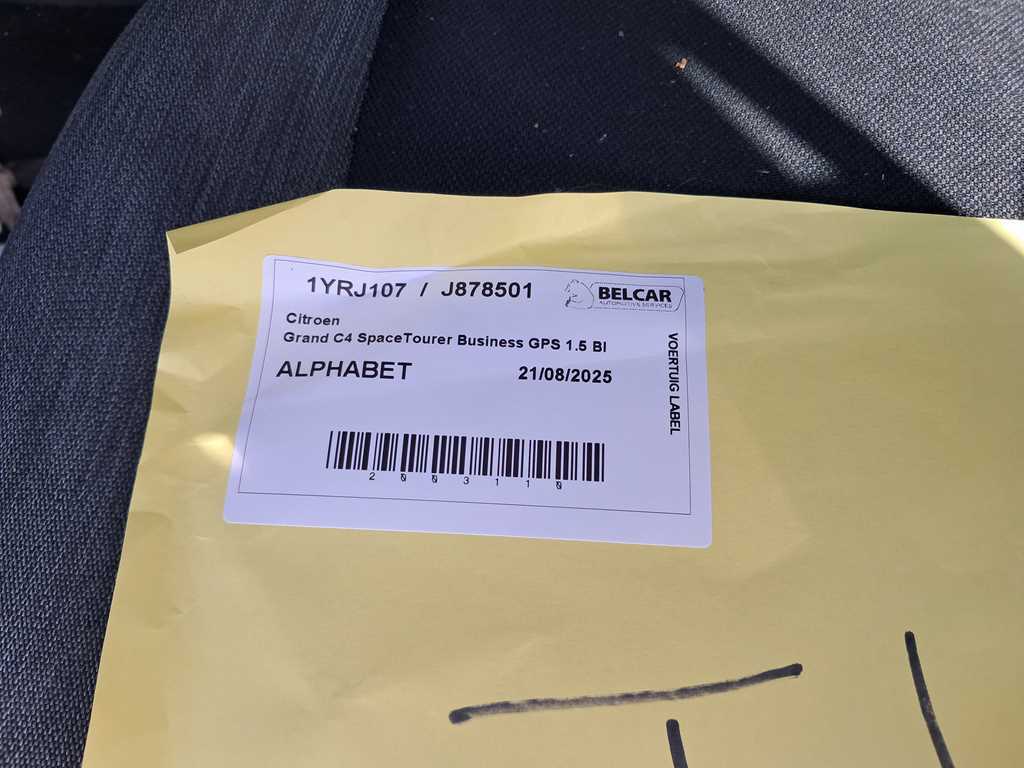 1YRJ107 / J878501
BELCAR
AUTOMOTIVE SERVICES
Citroen
Grand C4 SpaceTourer Business GPS 1.5 Bl
ALPHABET
21/08/2025
VOERTUIG LABEL
2003110